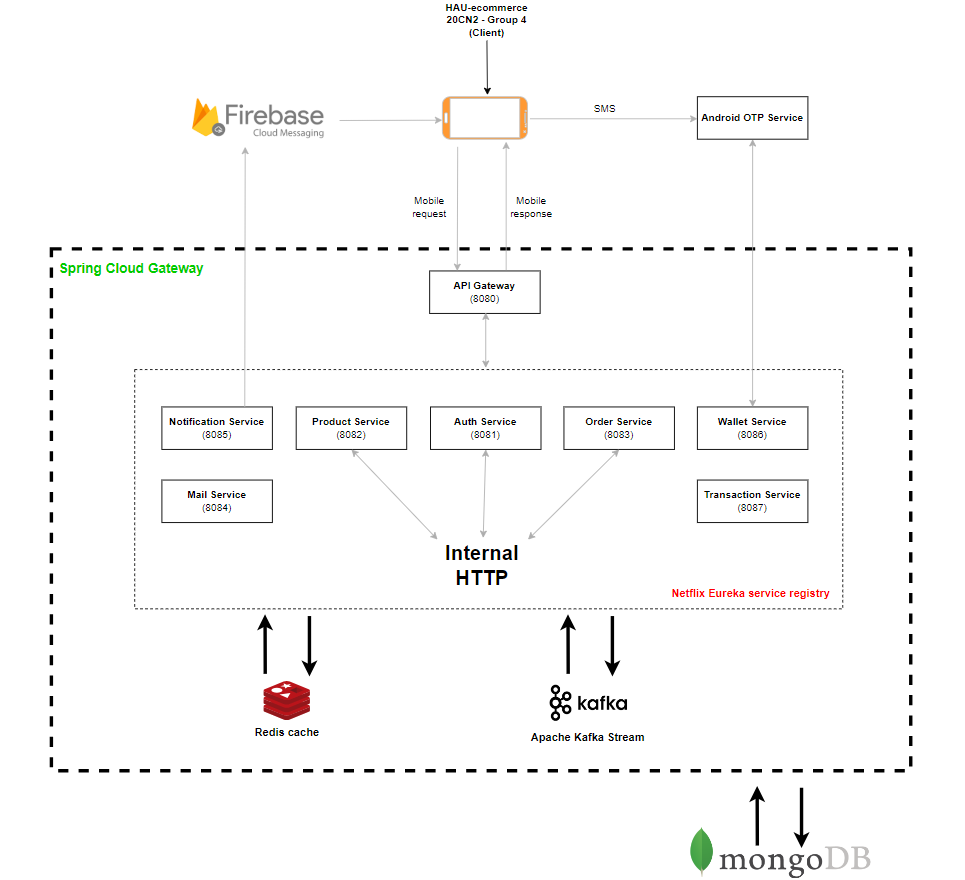 HAU-ecommerce
20CN2 - Group 4
(Client)
Firebase
Cloud Messaging
SMS
Android OTP Service
Mobile
request
Mobile
response
Spring Cloud Gateway
API Gateway
(8080)
Notification Service
(8085)
Product Service
(8082)
Auth Service
(8081)
Order Service
(8083)
Wallet Service
(8086)
Mail Service
(8084)
Transaction Service
(8087)
Internal
HTTP
Netflix Eureka service registry
Redis cache
kafka
Apache Kafka Stream
mongoDB